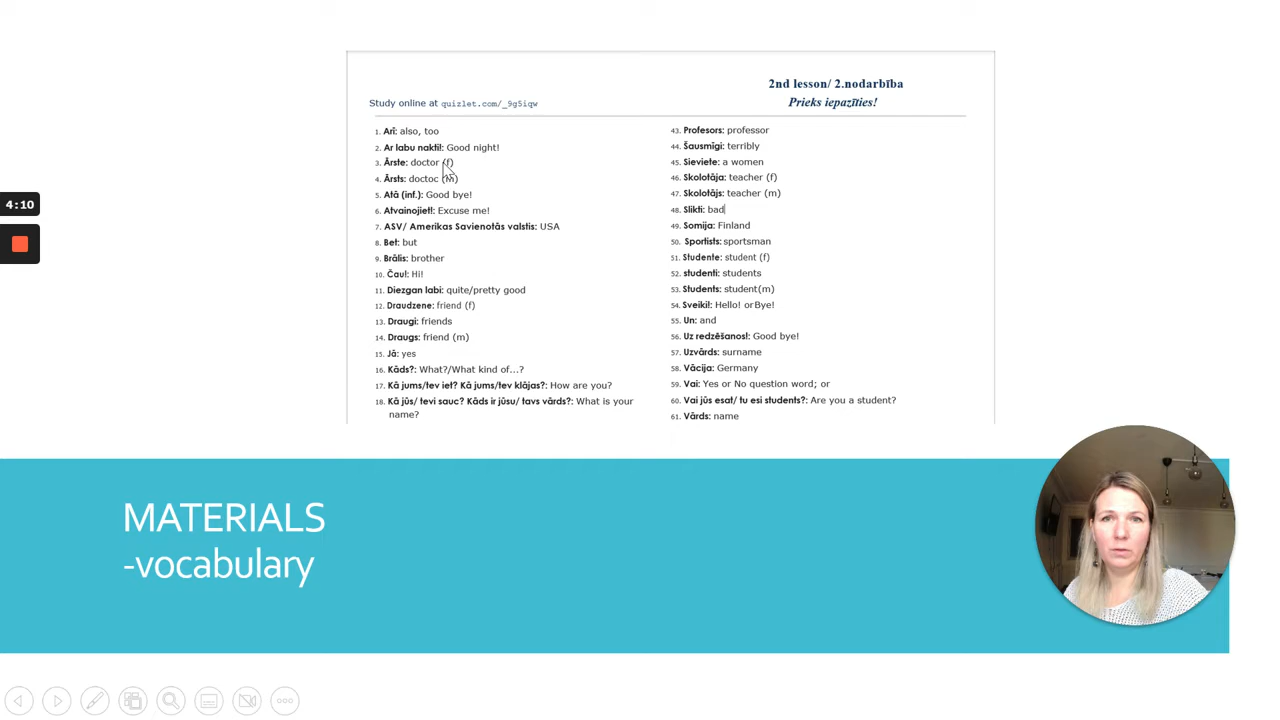 2nd lesson/ 2.nodarbība
Prieks iepazīties!
Study online at quizlet.com/_9g5iqw
1. Arī: also, too
2. Ar labu nakti!: Good night!
3. Ārste: doctor (f)
4. Ārsts: doctoc (m)
5. Atā (inf.): Good bye!
6. Atvainojiet!: Excuse me!
7. ASV/ Amerikas Savienotās valstis: USA
8. Bet: but
9. Brālis: brother
10. Čau!: Hi!
11. Diezgan labi: quite/pretty good
12. Draudzene: friend (f)
13. Draugi: friends
14. Draugs: friend (m)
15. Jā: yes
16. Kāds?: What?/What kind of...?
17. Kā jums/tev iet? Kā jums/tev klājas?: How are you?
18. Kā jūs/ tevi sauc? Kāds ir jūsu/ tavs vārds?: What is your
name?
43. Profesors: professor
44. Šausmīgi: terribly
45. Sieviete: a women
46. Skolotāja: teacher (f)
47. Skolotājs: teacher (m)
48. Slikti: bad
49. Somija: Finland
50. Sportists: sportsman
51. Studente: student (f)
52. studenti: students
53. Students: student(m)
54. Sveiki!: Hello! orBye!
55. Un: and
56. Uz redzēšanos!: Good bye!
57. Uzvārds: surname
58. Vācija: Germany
59. Vai: Yes or No question word; or
60. Vai jūs esat/ tu esi students?: Are you a student?
61. Vārds: name
4:10
MATERIALS
-vocabulary